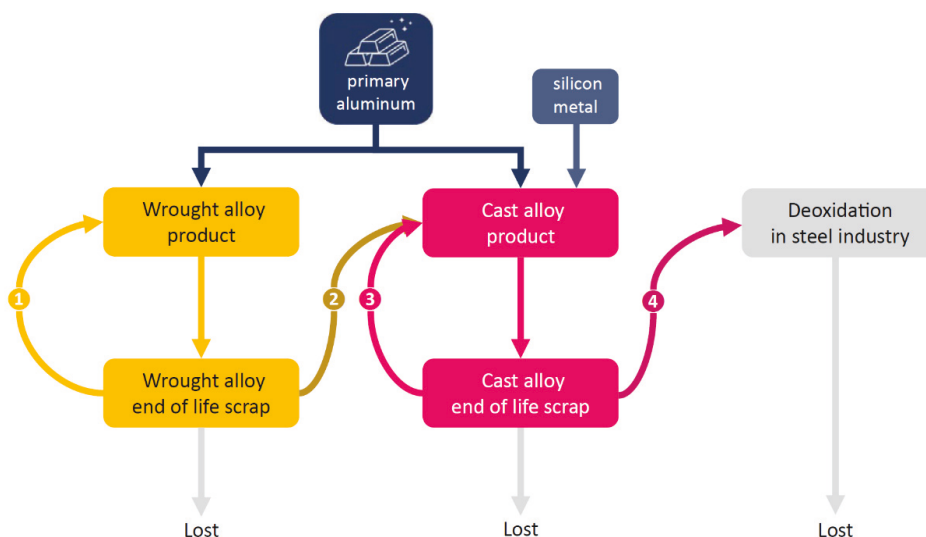 primary
aluminum
silicon
metal
Wrought alloy
product
Cast alloy
product
Deoxidation
in steel industry
1
2
3
4
Wrought alloy
end of life scrap
Cast alloy
end of life scrap
Lost
Lost
Lost